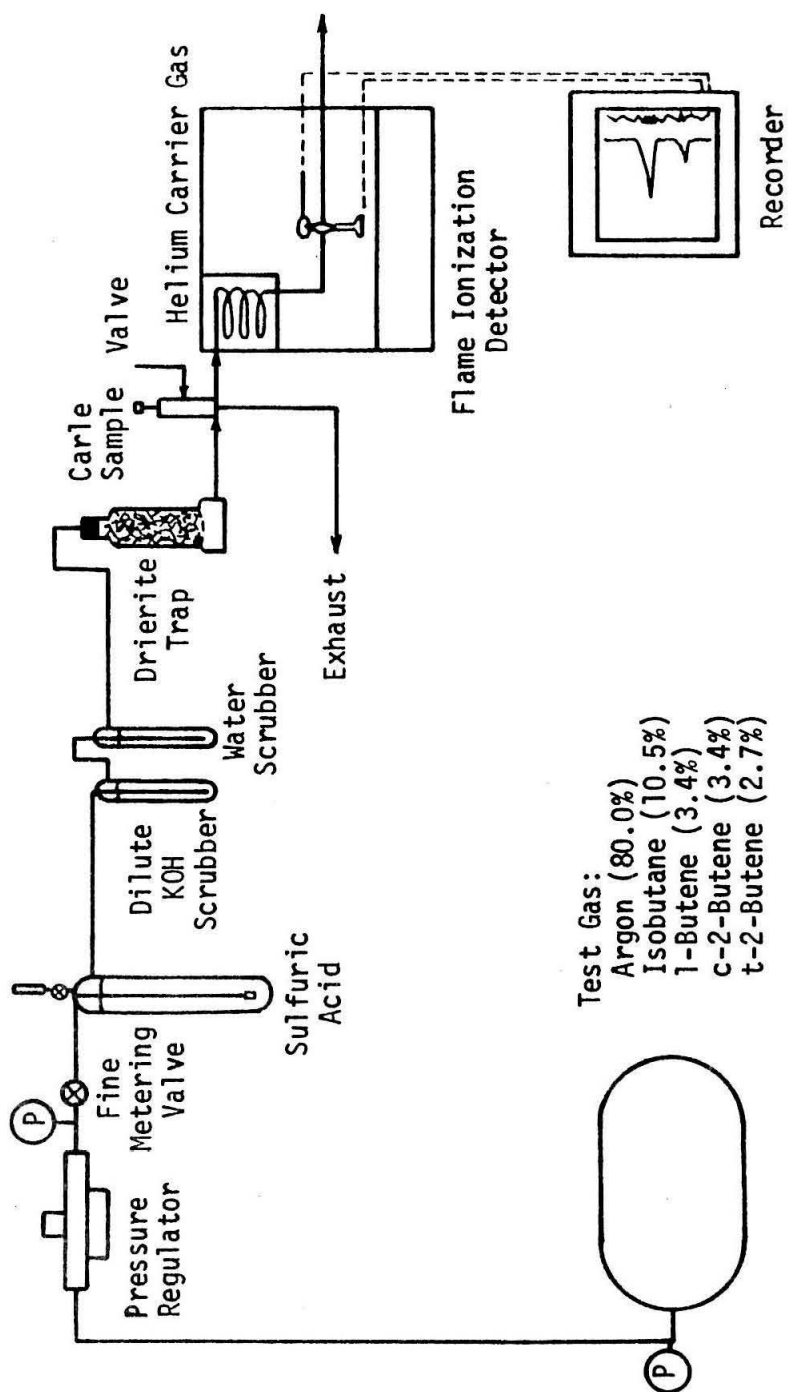 P
Pressure
Regulator
P
Fine
Metering
Valve
Sulfuric
Acid
Dilute
KOH
Scrubber
Water
Scrubber
Drierite
Trap
Carle
Sample
Valve
Exhaust
Helium Carrier Gas
Flame Ionization
Detector
Recorder
Test Gas:
Argon (80.0%)
Isobutane (10.5%)
1-Butene (3.4%)
c-2-Butene (3.4%)
t-2-Butene (2.7%)